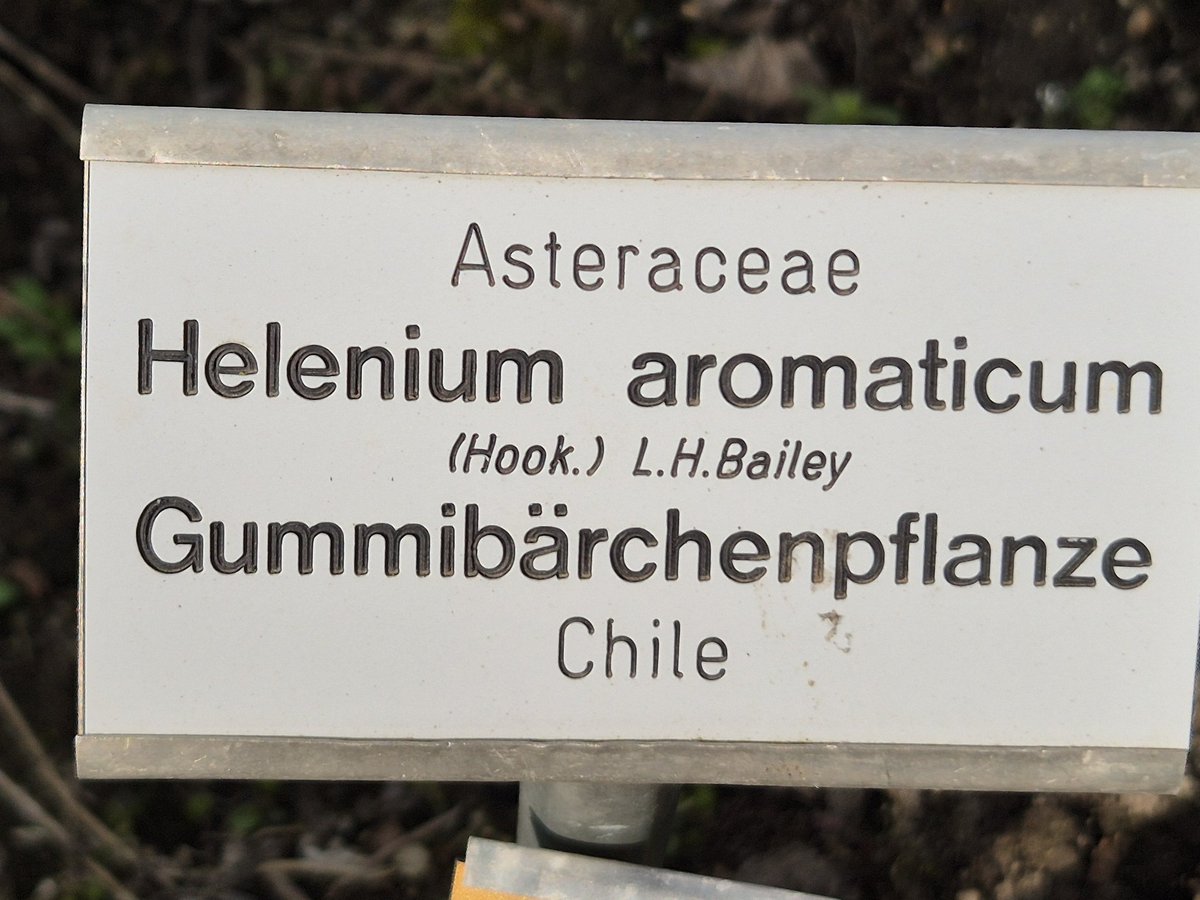 Asteraceae
Helenium aromaticum
(Hook.) L.H.Bailey
Gummibärchenpflanze
Chile